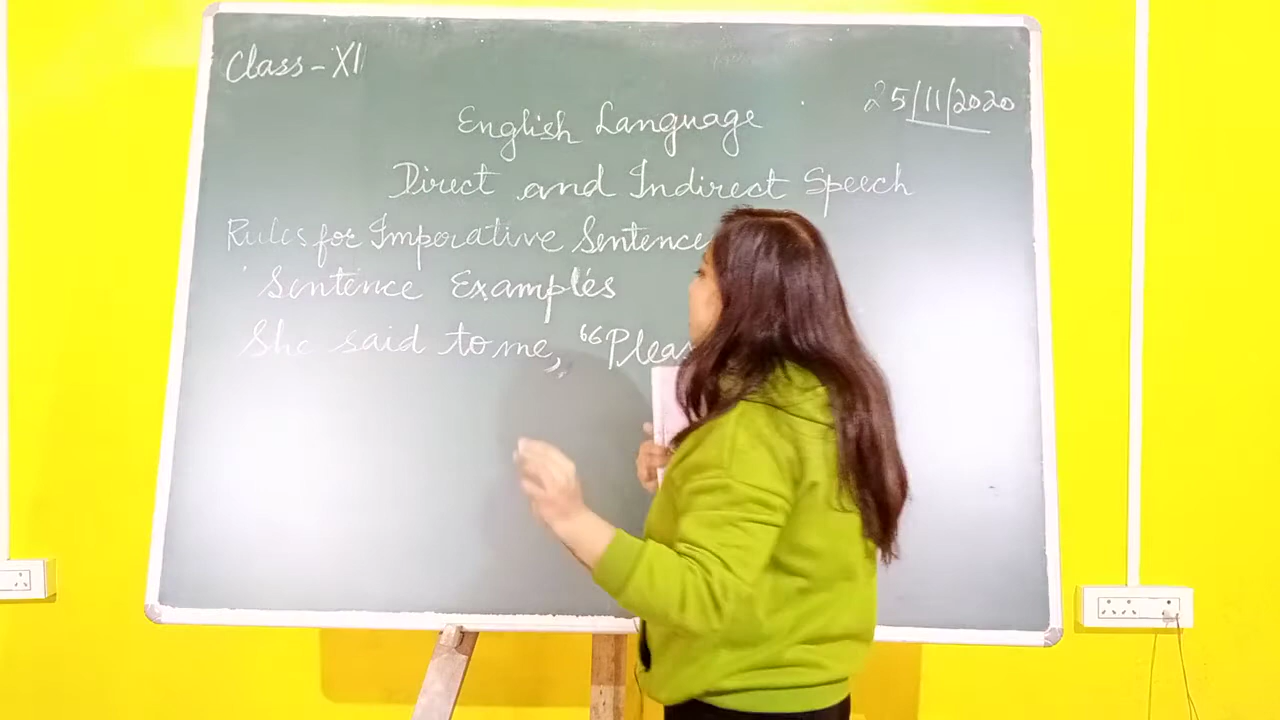 Class-XI
25/11/2020
English Language
Direct and Indirect Speech
Rules for Imperative Sentence
Sentence Examples
She said to me, "Pleas